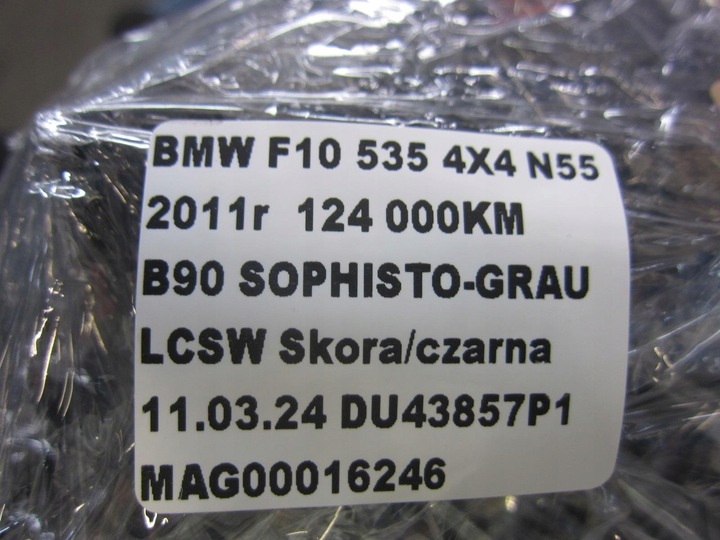 BMW F10 535 4X4 N55
2011r 124 000KM
B90 SOPHISTO-GRAU
LCSW Skora/czarna
11.03.24 DU43857P1
MAG00016246